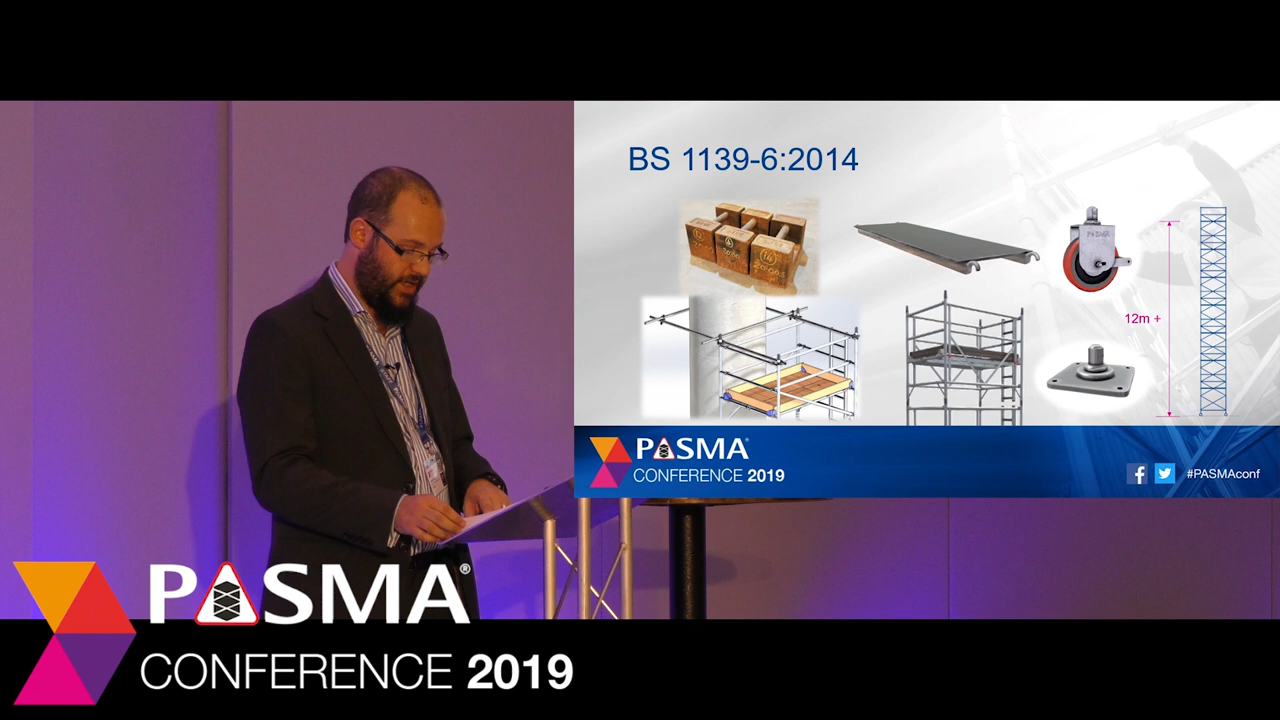 BS 1139-6:2014
12m +
PASMA®
CONFERENCE 2019
#PASMAconf
PASMA®
CONFERENCE 2019